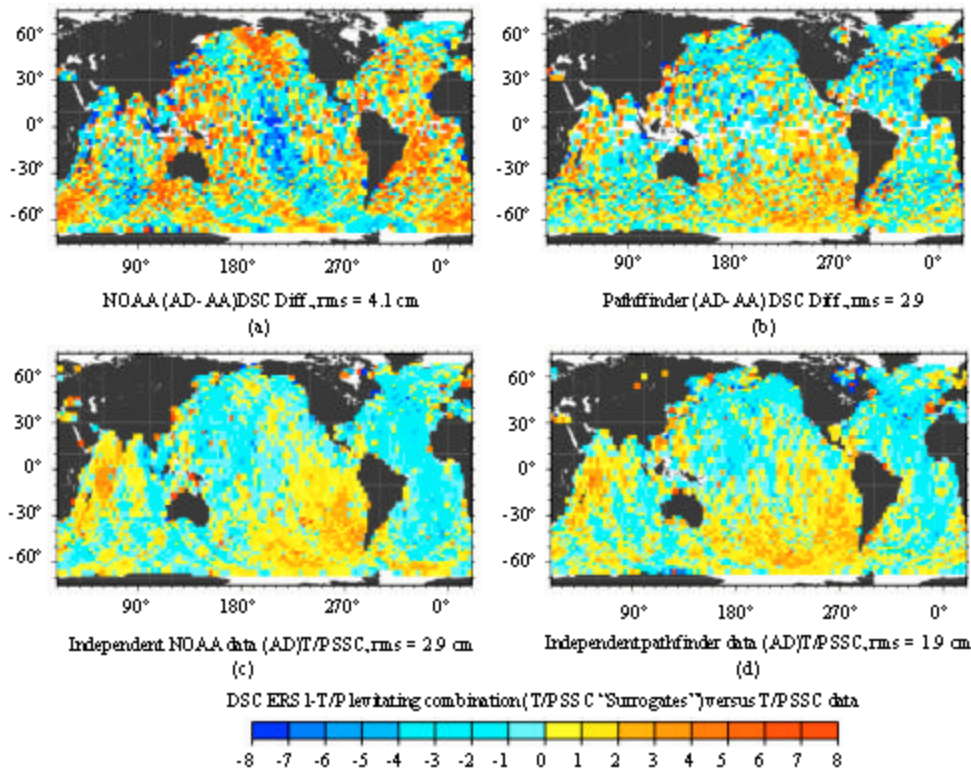 60° 60°
30° 30°
0° 0°
-30° -30°
-60° -60°
90° 180° 270° 0° 90° 180° 270° 0°
NOAA (AD- AA)DSC Diff., rms = 4.1 cm Pathffinder (AD- AA) DSC Diff., rms = 2.9
(a) (b)
60° 60°
30° 30°
0° 0°
-30° -30°
-60° -60°
90° 180° 270° 0° 90° 180° 270° 0°
Independent NOAA data (AD)T/PSSC, rms = 2.9 cm Independentpathfinder data (AD)T/PSSC, rms = 1.9 cm
(c) (d)
DSC ERS 1-T/P levitating combination (T/PSSC “Surrogates”) versus T/PSSC data
-8 -7 -6 -5 -4 -3 -2 -1 0 1 2 3 4 5 6 7 8